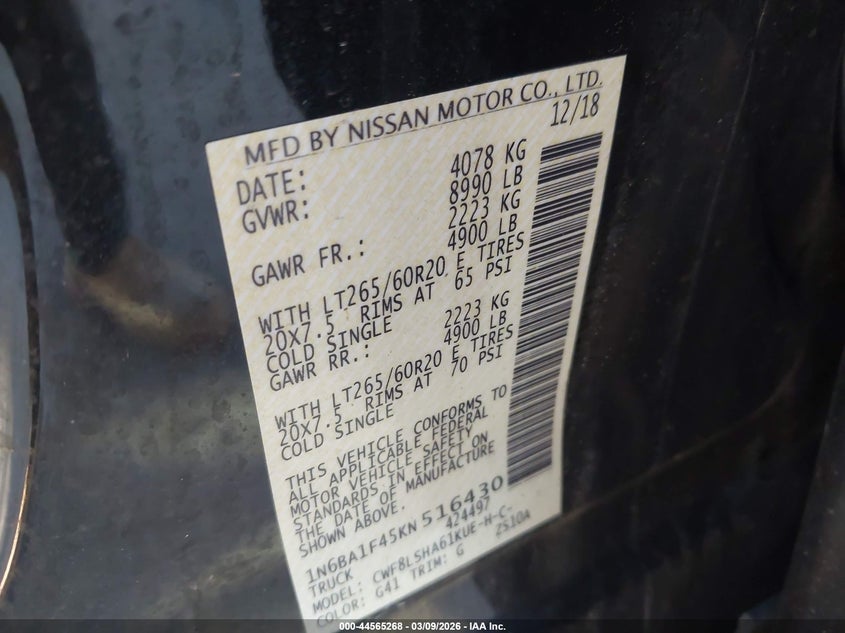 MFD BY NISSAN MOTOR CO., LTD.
DATE: 12/18
GVWR: 4078 KG
8990 LB
GAWR FR.: 2223 KG
4900 LB
WITH LT265/60R20 E TIRES
20X7.5 RIMS AT 65 PSI
COLD SINGLE
GAWR RR.: 2223 KG
4900 LB
WITH LT265/60R20 E TIRES
20X7.5 RIMS AT 70 PSI
COLD SINGLE
THIS VEHICLE CONFORMS TO
ALL APPLICABLE FEDERAL
MOTOR VEHICLE SAFETY
STANDARDS IN EFFECT ON
THE DATE OF MANUFACTURE
SHOWN ABOVE.
1N6BA1F45KN516430
TRUCK 424497
MODEL: CWF8LSHA61KUE-H-C-
COLOR: G41 TRIM: G ZS10A
000-44565268 - 03/09/2026 - IAA Inc.